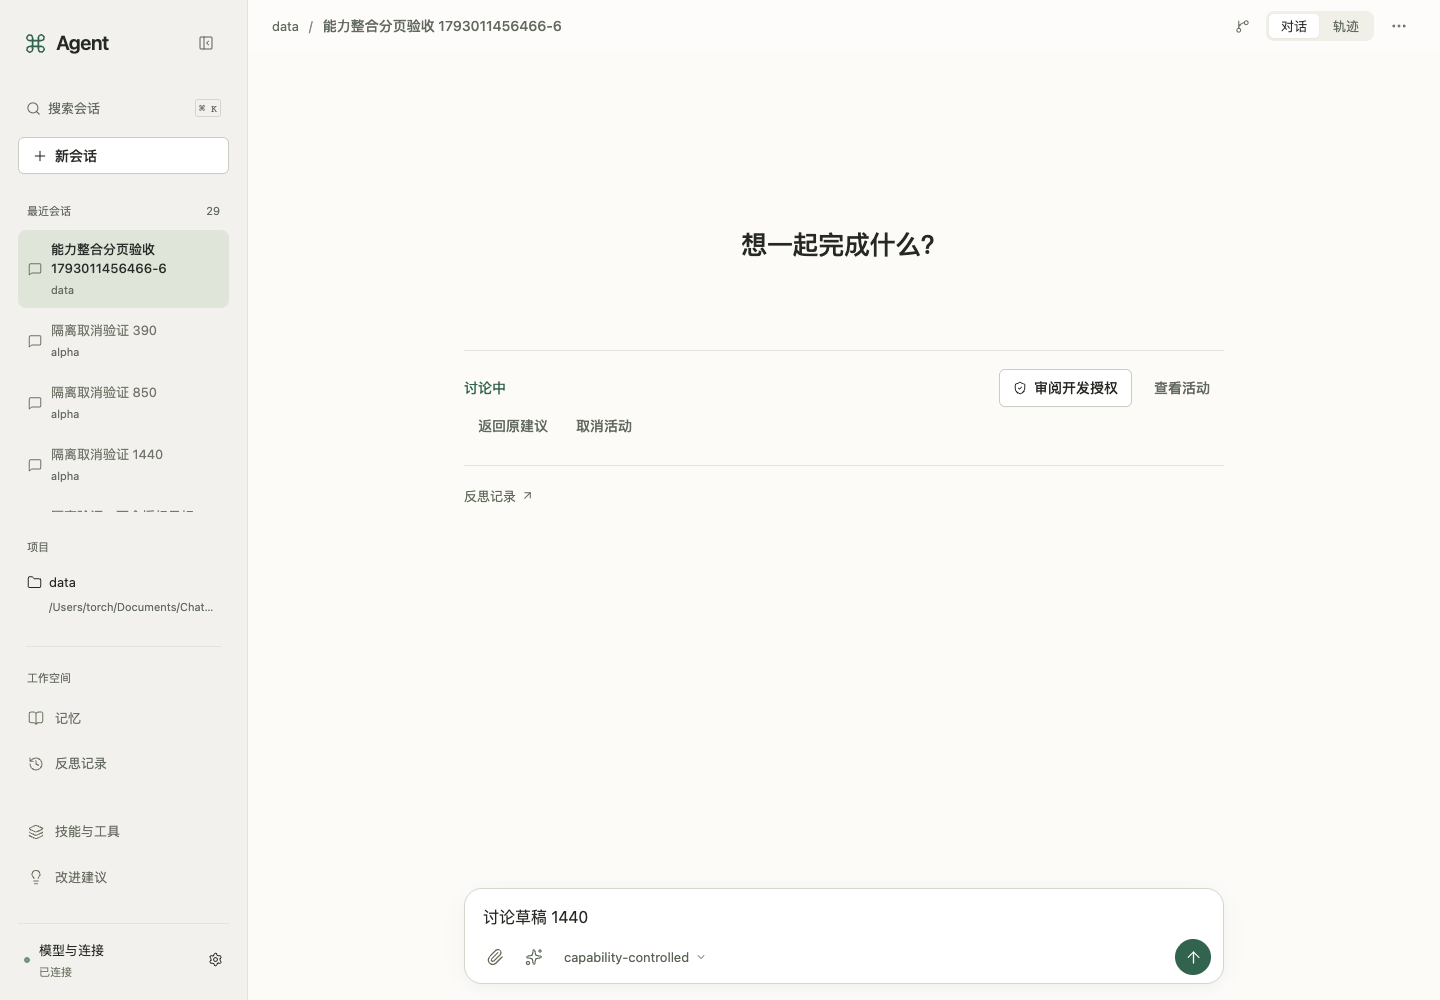 Agent
搜索会话
⌘ K
新会话
最近会话
29
能力整合分页验收
1793011456466-6
data
隔离取消验证 390
alpha
隔离取消验证 850
alpha
隔离取消验证 1440
alpha
项目
data
/Users/torch/Documents/Chat...
工作空间
记忆
反思记录
技能与工具
改进建议
模型与连接
已连接
data / 能力整合分页验收 1793011456466-6
对话
轨迹
想一起完成什么?
讨论中
审阅开发授权
查看活动
返回原建议
取消活动
反思记录
讨论草稿 1440
capability-controlled